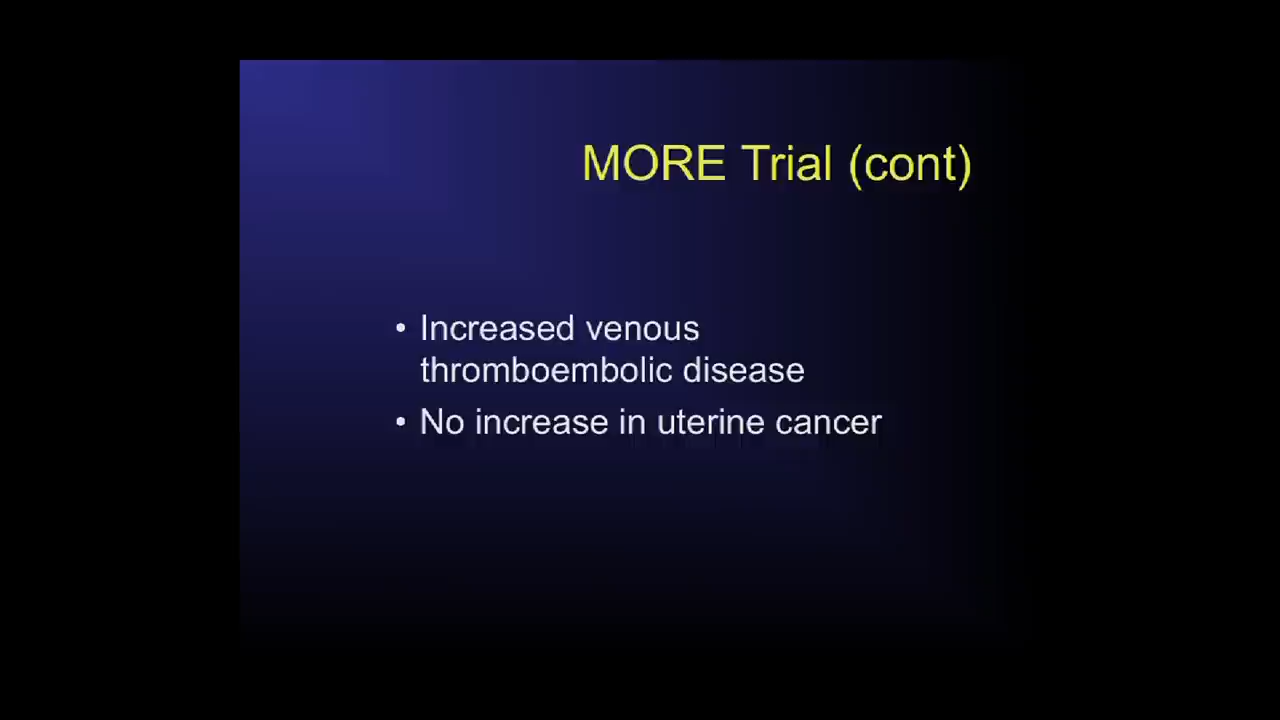 MORE Trial (cont)
• Increased venous
thromboembolic disease
• No increase in uterine cancer